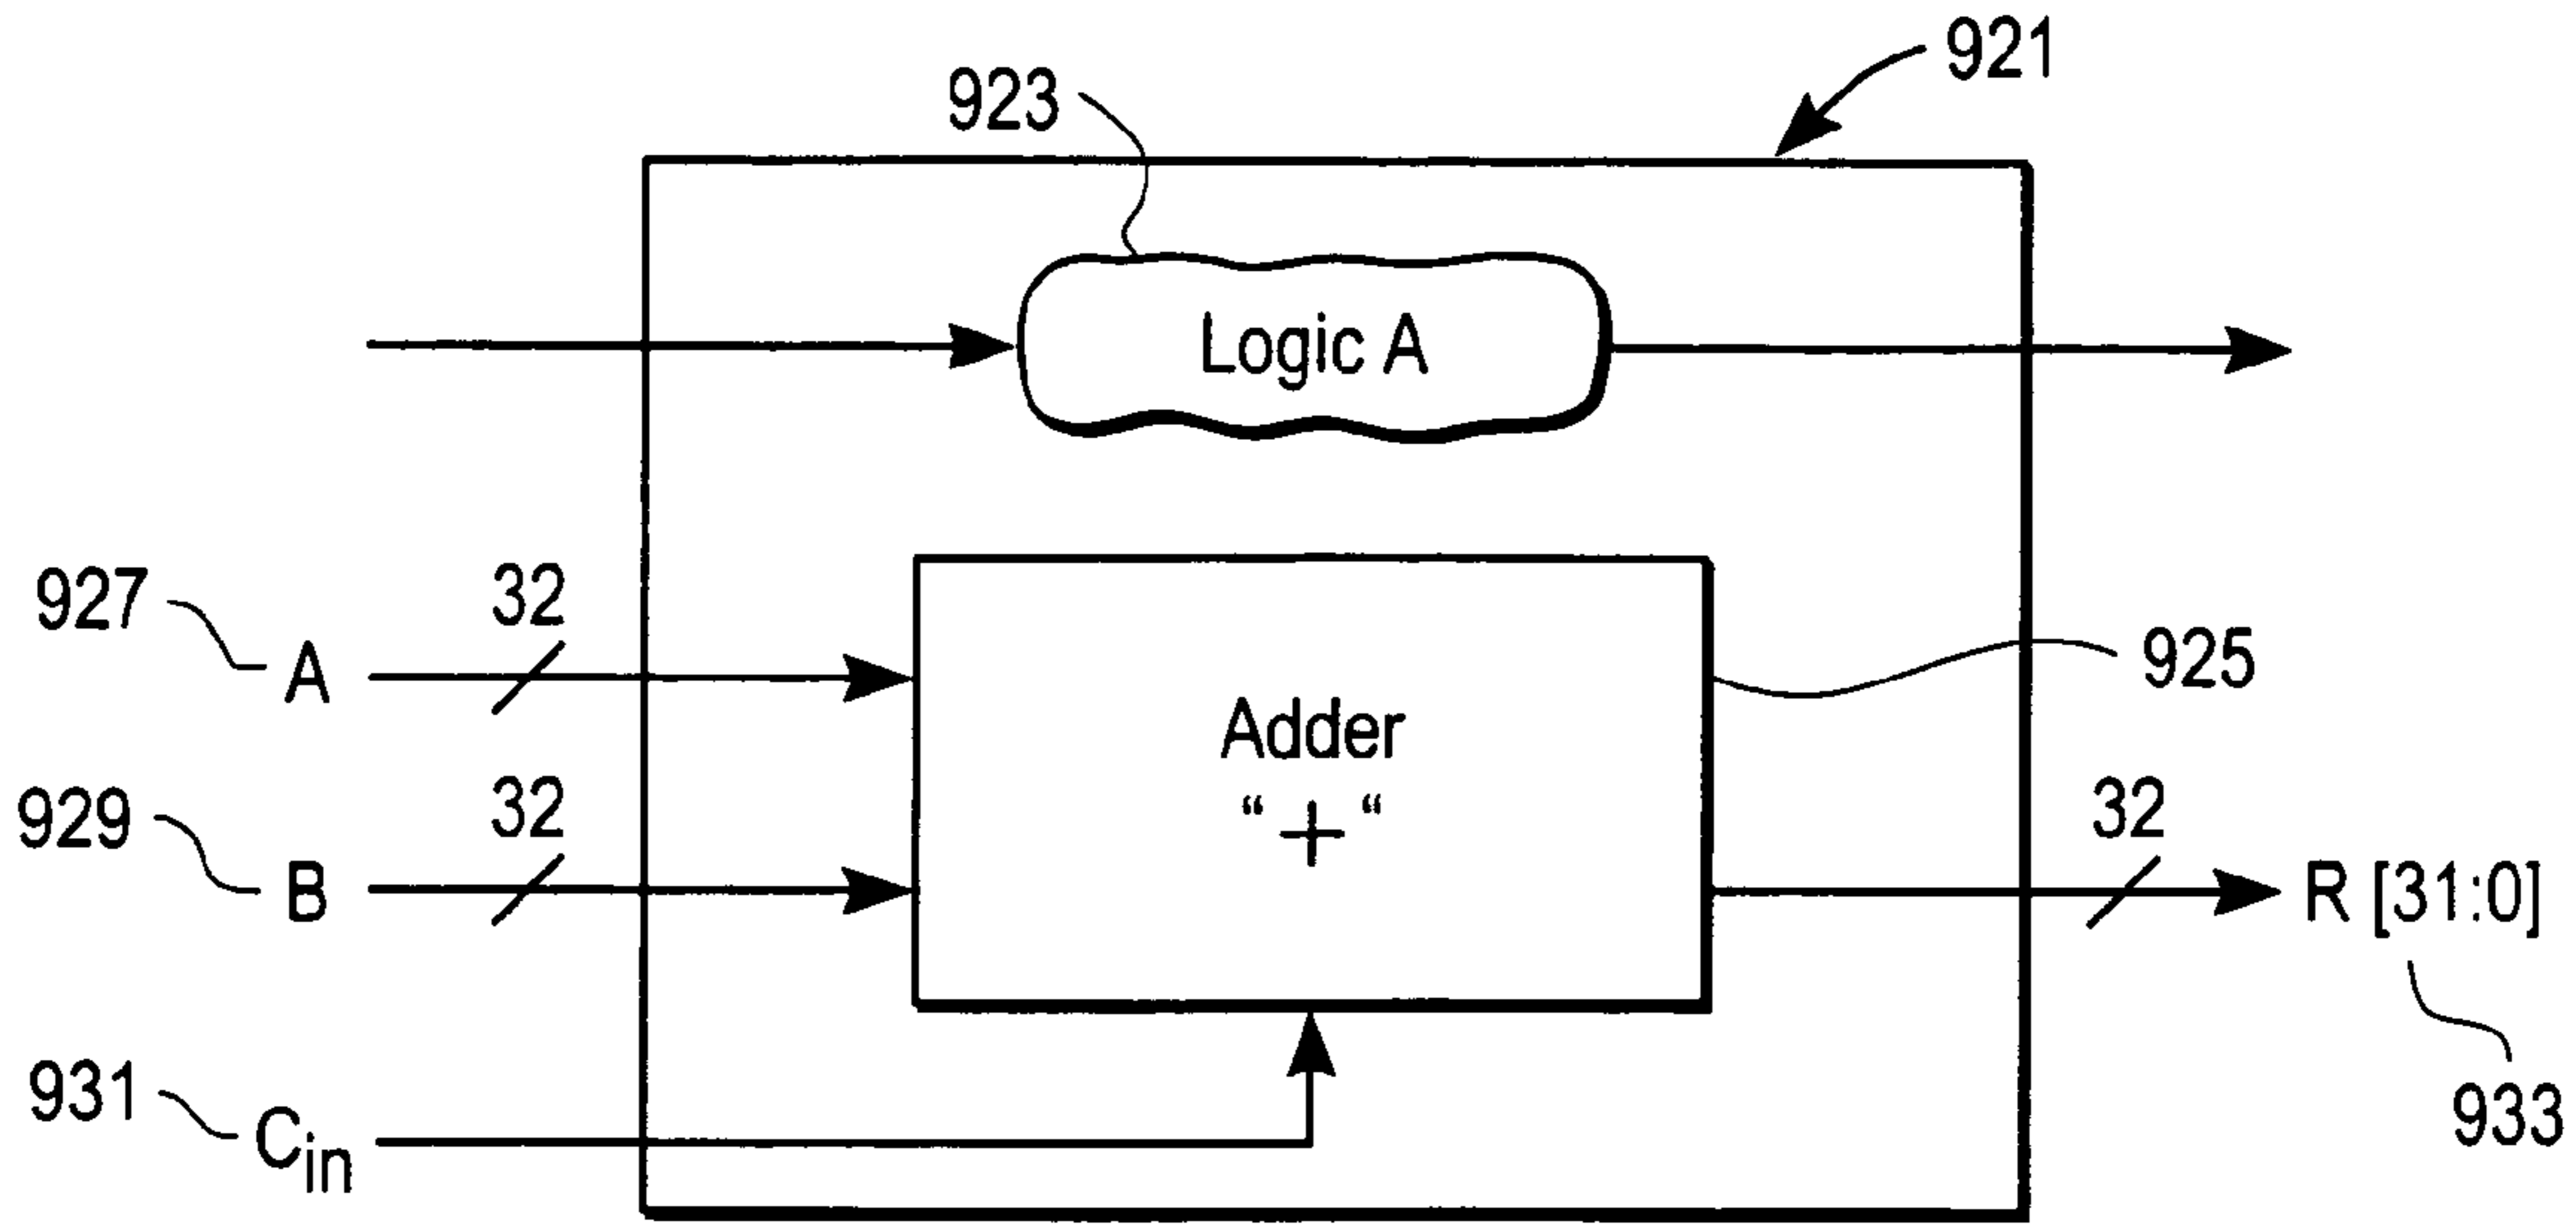 921
923
Logic A
927
32
A
925
Adder
“ + “
929
32
B
32
R [31:0]
931
Cin
933